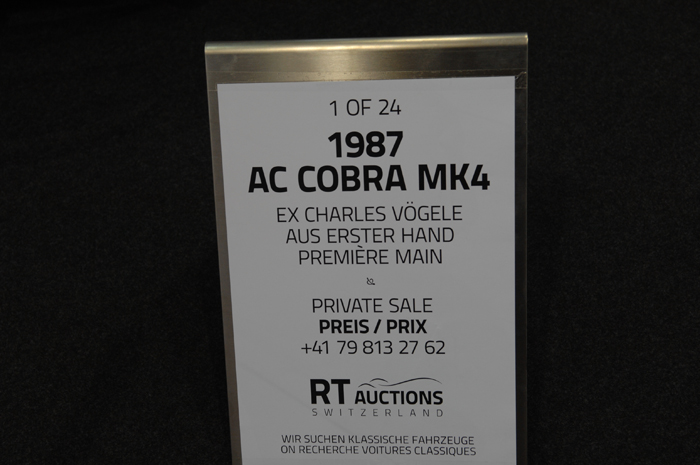 1 OF 24
1987
AC COBRA MK4
EX CHARLES VÖGELE
AUS ERSTER HAND
PREMIÈRE MAIN
&
PRIVATE SALE
PREIS / PRIX
+41 79 813 27 62
RT AUCTIONS
SWITZERLAND
WIR SUCHEN KLASSISCHE FAHRZEUGE
ON RECHERCHE VOITURES CLASSIQUES